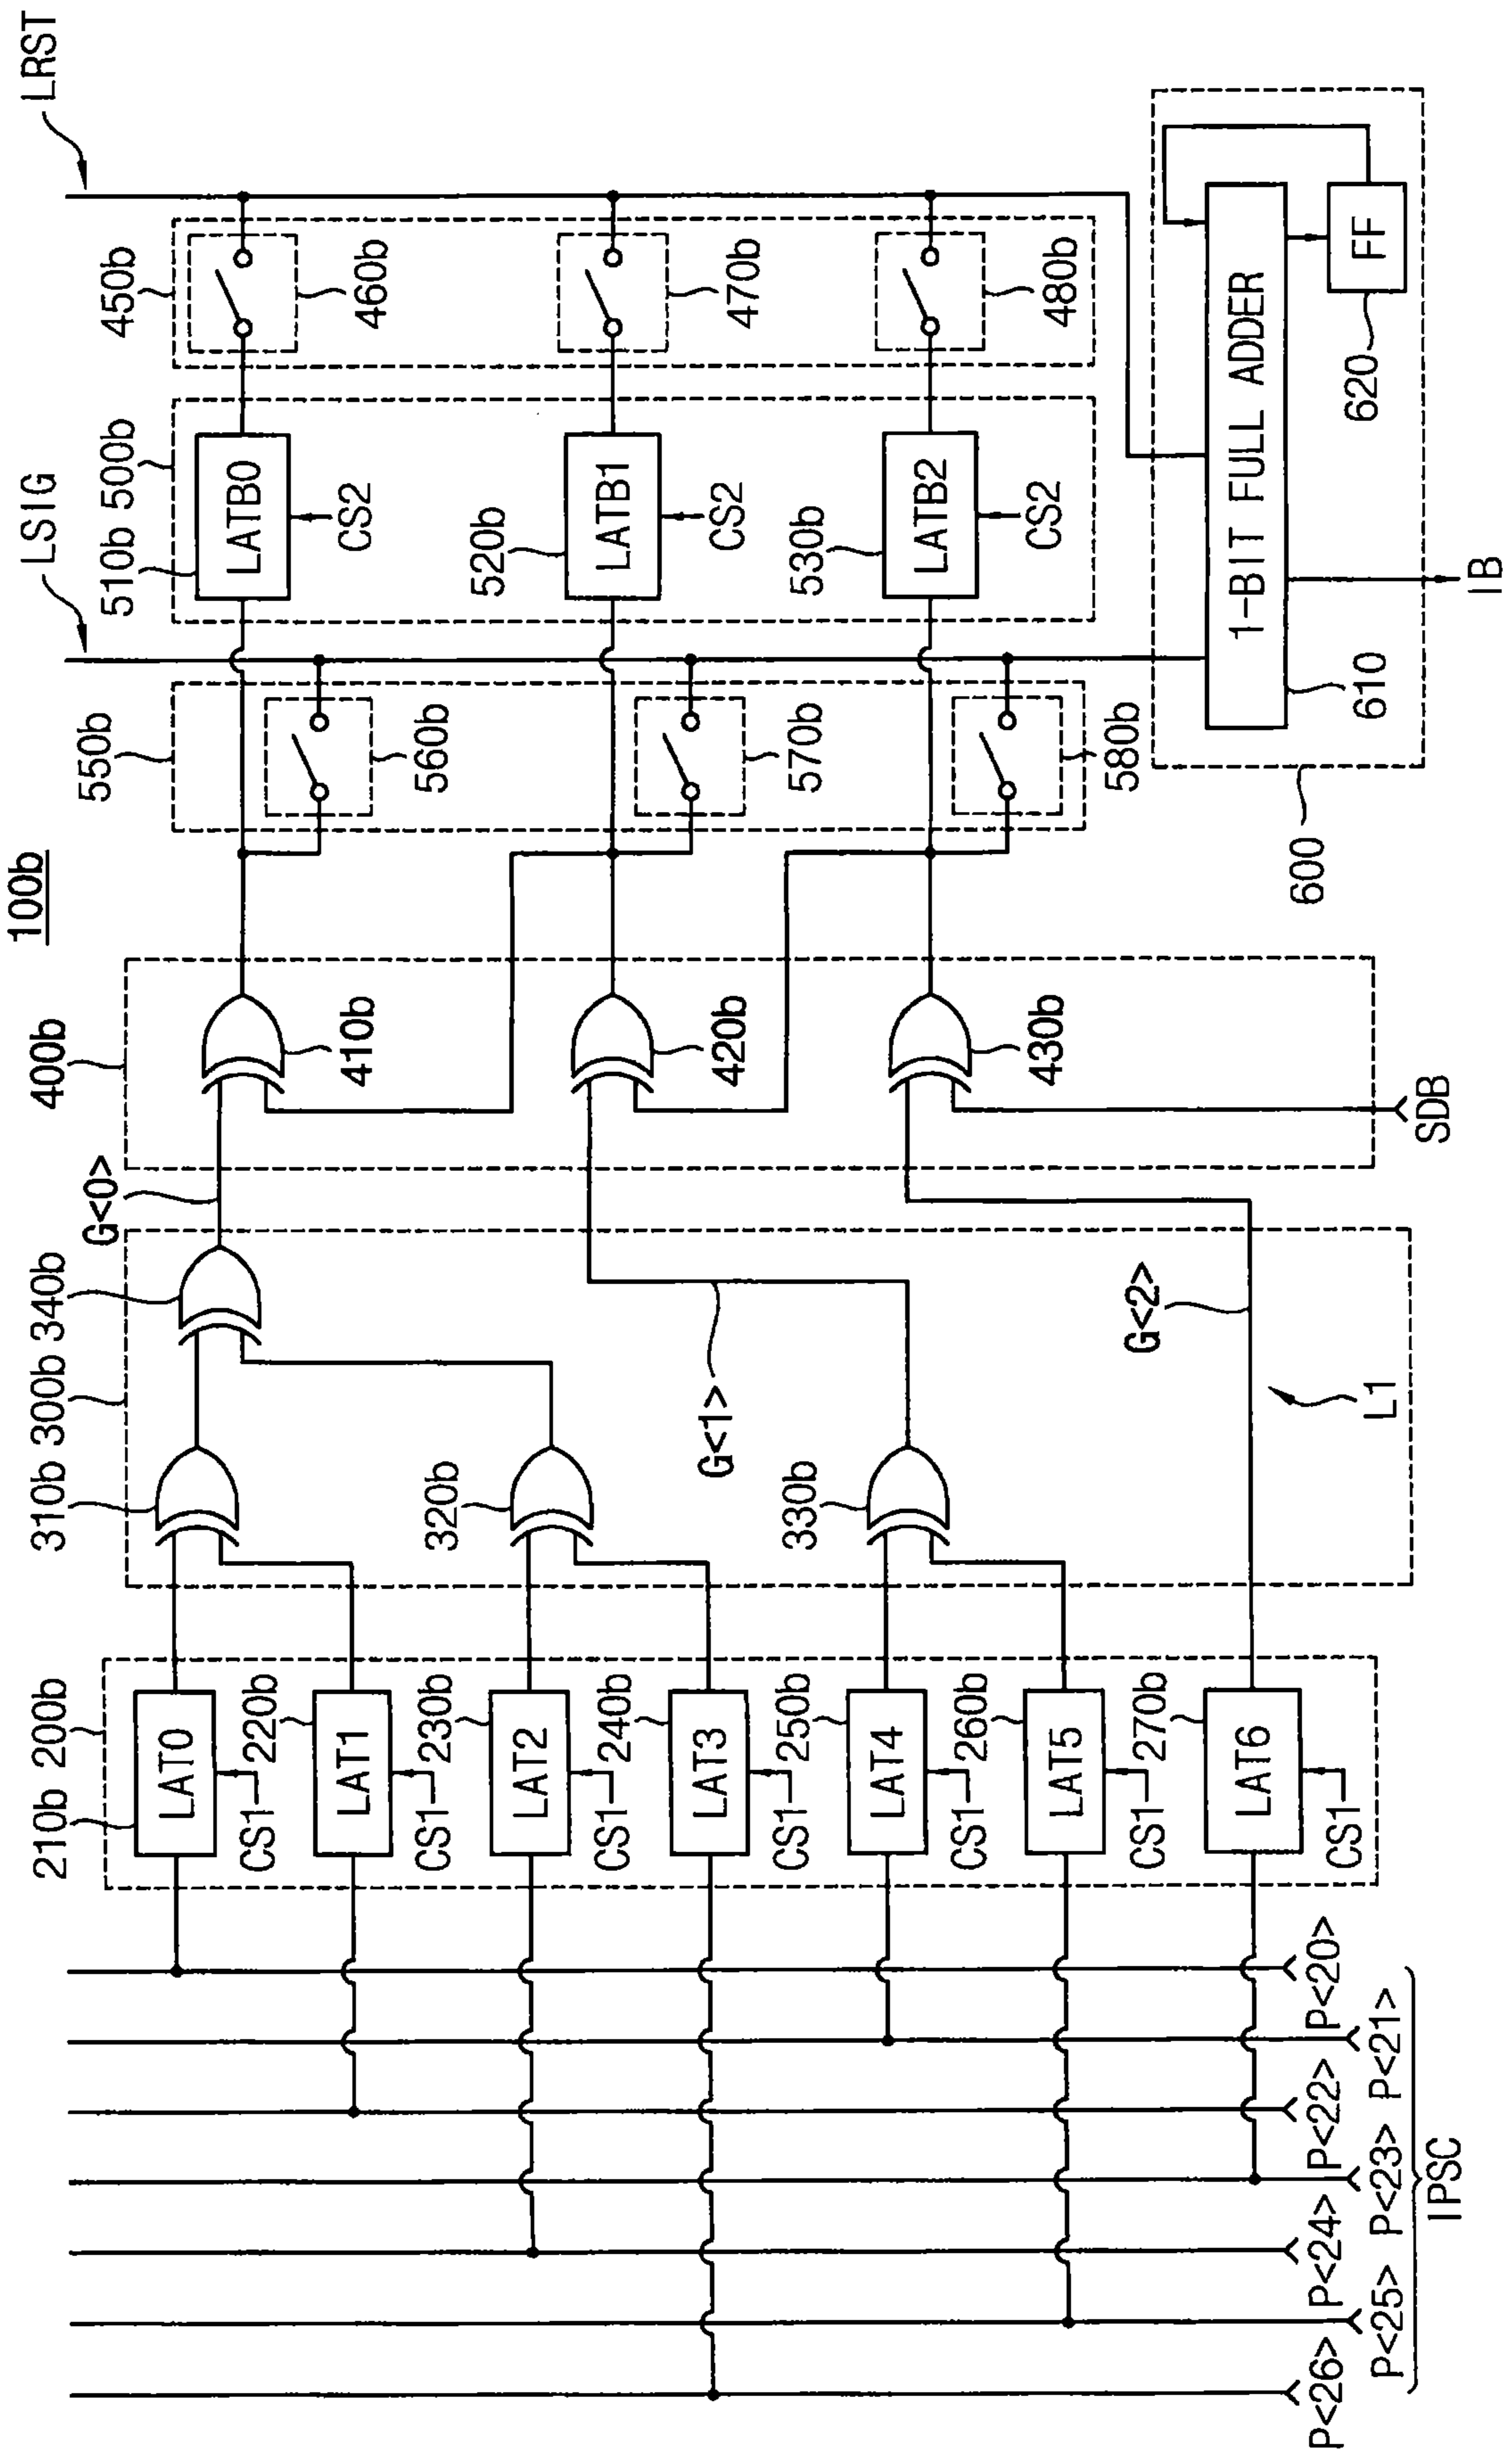 100b
LSIG
LRST
400b
550b
510b 500b
450b
G<0>
310b 300b 340b
210b 200b
LAT0
CS1
220b
LAT1
CS1
230b
LAT2
CS1
240b
LAT3
CS1
250b
LAT4
CS1
260b
LAT5
CS1
270b
LAT6
CS1
320b
330b
G<1>
G<2>
L1
410b
420b
430b
SDB
560b
570b
580b
LATB0
CS2
520b
LATB1
CS2
530b
LATB2
CS2
460b
470b
480b
600
610
1-BIT FULL ADDER
FF
620
IB
P<20>
P<21>
P<22>
P<23>
P<24>
P<25>
P<26>
IPSC